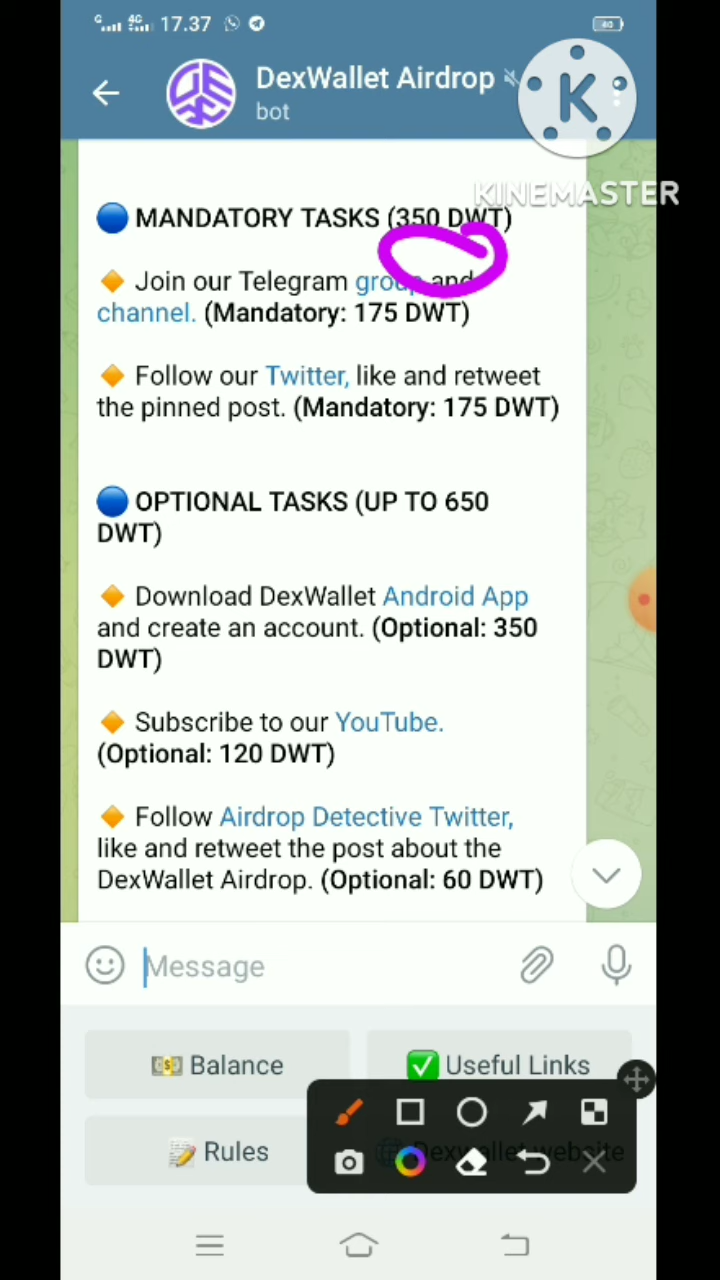 17.37
DexWallet Airdrop
bot
K
KINEMASTER
MANDATORY TASKS (350 DWT)
Join our Telegram group and
channel. (Mandatory: 175 DWT)
Follow our Twitter, like and retweet
the pinned post. (Mandatory: 175 DWT)
OPTIONAL TASKS (UP TO 650
DWT)
Download DexWallet Android App
and create an account. (Optional: 350
DWT)
Subscribe to our YouTube.
(Optional: 120 DWT)
Follow Airdrop Detective Twitter,
like and retweet the post about the
DexWallet Airdrop. (Optional: 60 DWT)
Message
Balance
Useful Links
Rules
Dexwallet website